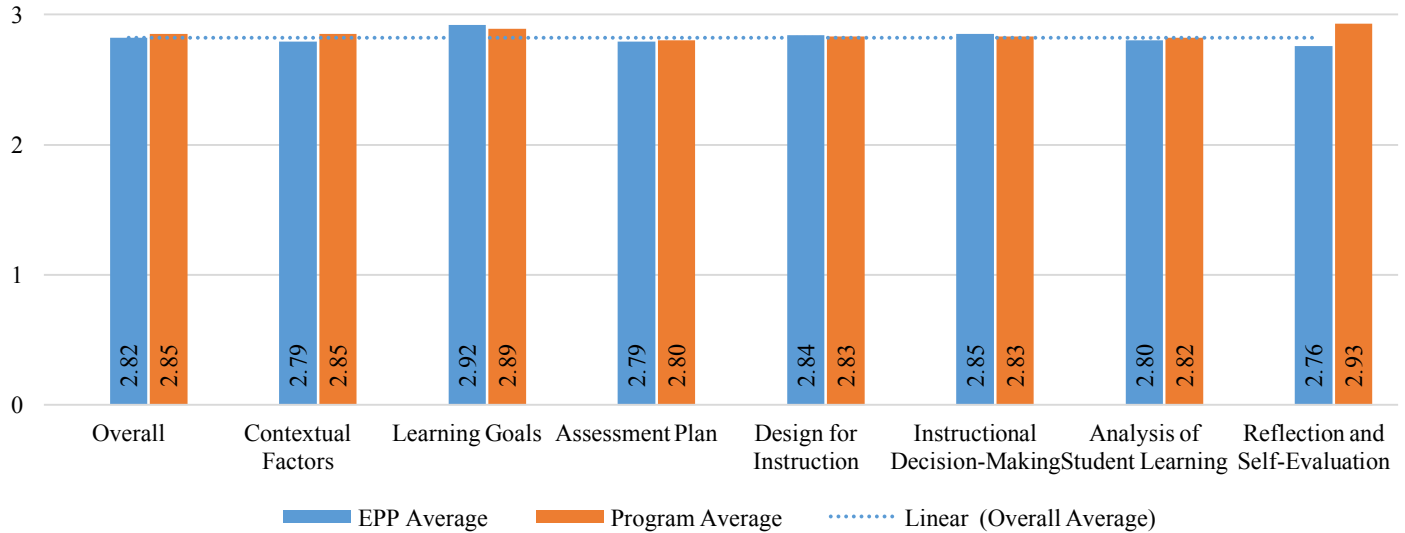 3
2
1
0
2.82
2.85
2.79
2.85
2.92
2.89
2.79
2.80
2.84
2.83
2.85
2.83
2.80
2.82
2.76
2.93
Overall
Contextual
Factors
Learning Goals
Assessment Plan
Design for
Instruction
Instructional
Decision-Making
Analysis of
Student Learning
Reflection and
Self-Evaluation
EPP Average
Program Average
Linear (Overall Average)